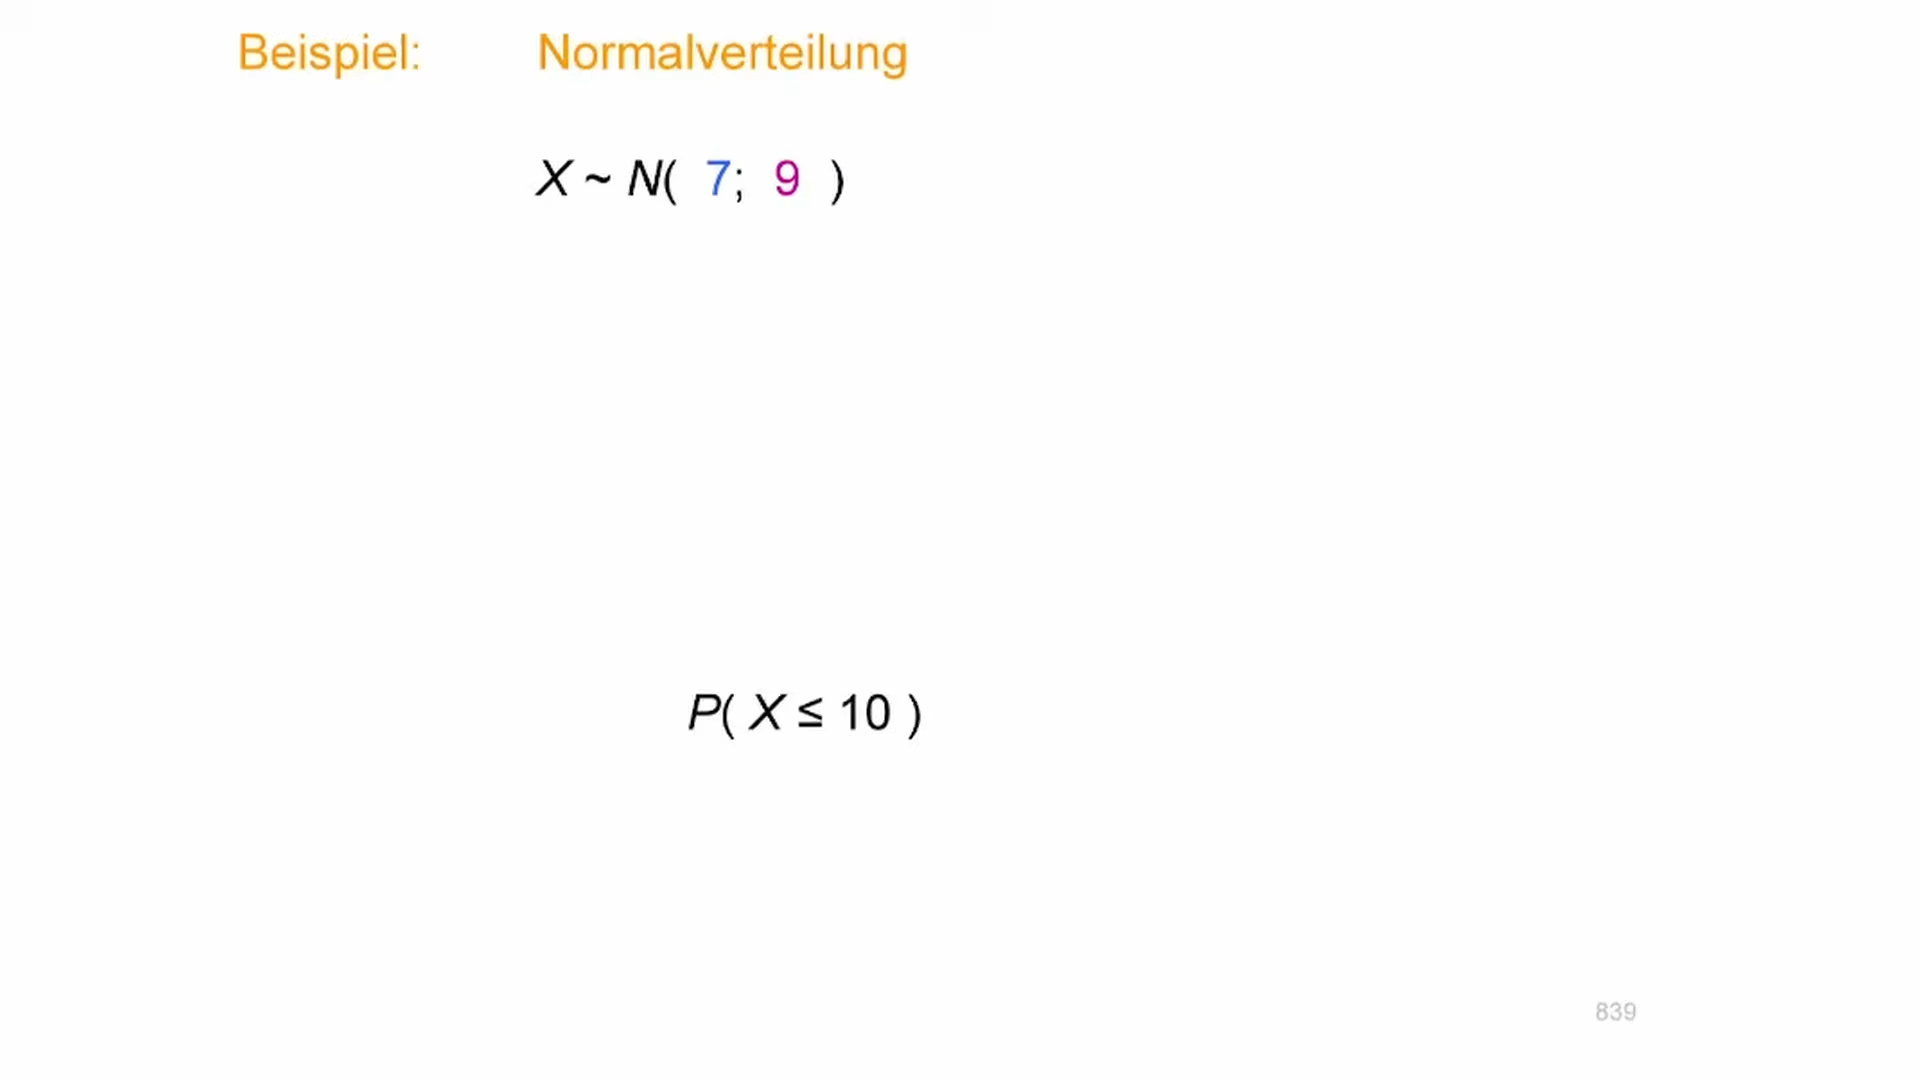 Beispiel: Normalverteilung
X ~ N( 7; 9 )
P( X ≤ 10 )
839